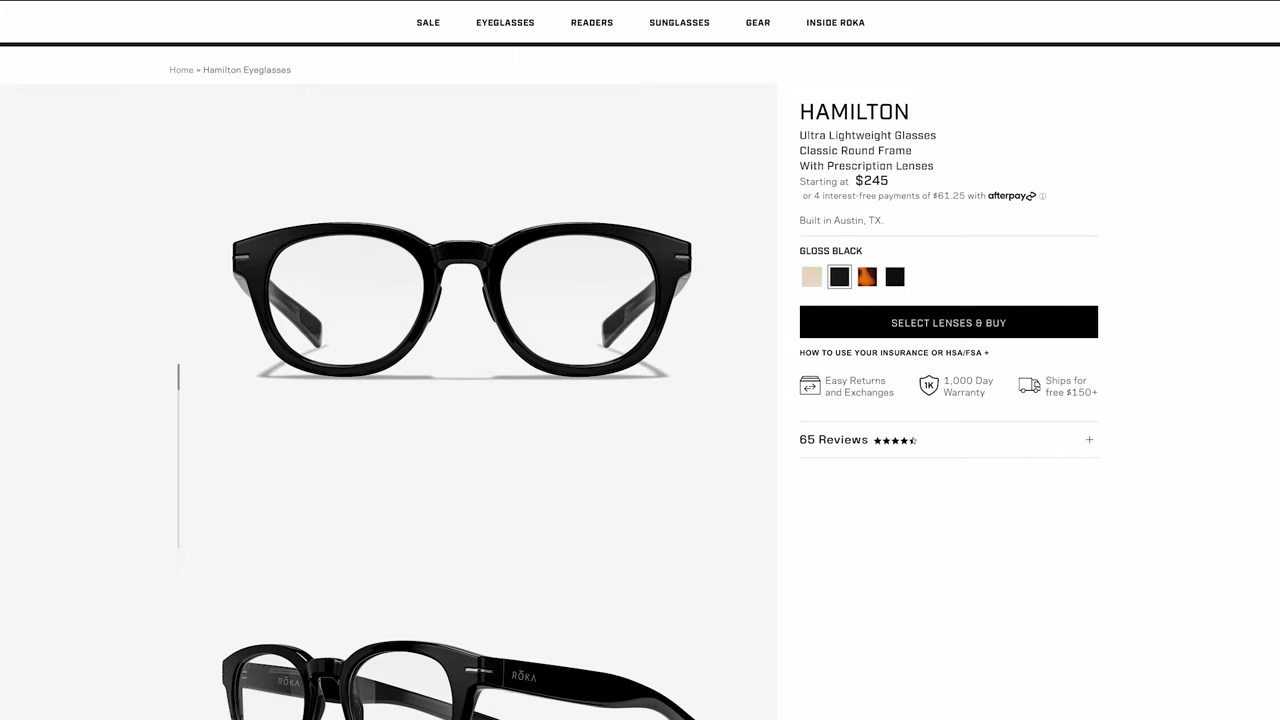 SALE EYEGLASSES READERS SUNGLASSES GEAR INSIDE ROKA
Home » Hamilton Eyeglasses
HAMILTON
Ultra Lightweight Glasses
Classic Round Frame
With Prescription Lenses
Starting at $245
or 4 interest-free payments of $61.25 with afterpay ⓘ
Built in Austin, TX.
GLOSS BLACK
SELECT LENSES & BUY
HOW TO USE YOUR INSURANCE OR HSA/FSA +
Easy Returns
and Exchanges
1K
1,000 Day
Warranty
Ships for
free $150+
65 Reviews
+
RŌKA
RŌKA